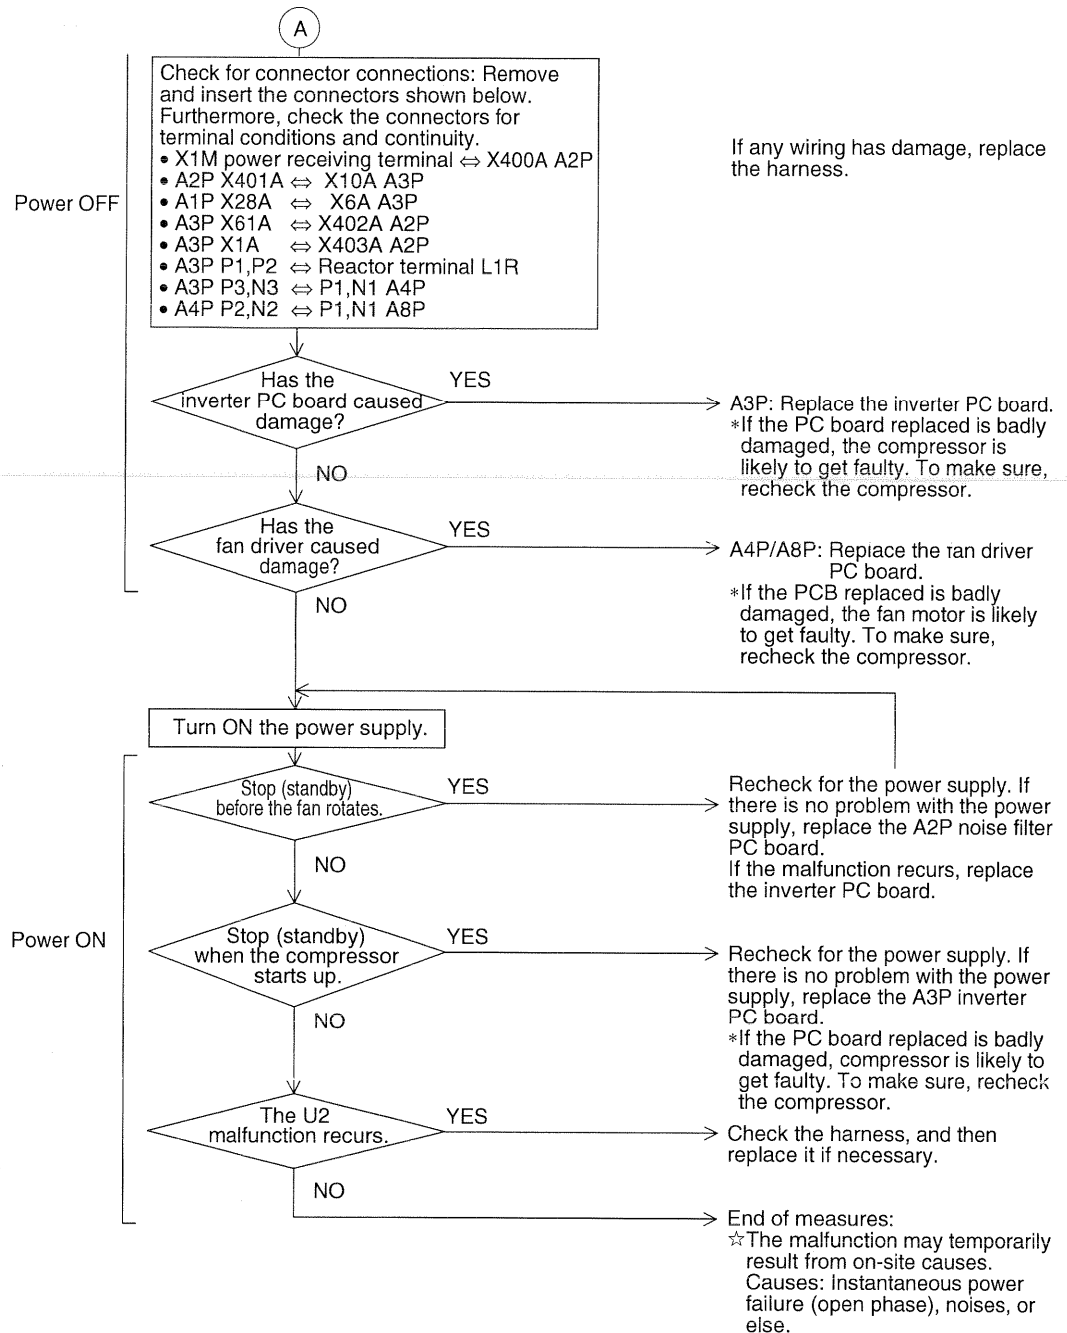 A
Check for connector connections: Remove
and insert the connectors shown below.
Furthermore, check the connectors for
terminal conditions and continuity.
• X1M power receiving terminal ⇔ X400A A2P
• A2P X401A ⇔ X10A A3P
• A1P X28A ⇔ X6A A3P
• A3P X61A ⇔ X402A A2P
• A3P X1A ⇔ X403A A2P
• A3P P1,P2 ⇔ Reactor terminal L1R
• A3P P3,N3 ⇔ P1,N1 A4P
• A4P P2,N2 ⇔ P1,N1 A8P
If any wiring has damage, replace
the harness.
Power OFF
Has the
inverter PC board caused
damage?
YES
A3P: Replace the inverter PC board.
*If the PC board replaced is badly
damaged, the compressor is
likely to get faulty. To make sure,
recheck the compressor.
NO
Has the
fan driver caused
damage?
YES
A4P/A8P: Replace the fan driver
PC board.
*If the PCB replaced is badly
damaged, the fan motor is likely
to get faulty. To make sure,
recheck the compressor.
NO
Turn ON the power supply.
Power ON
Stop (standby)
before the fan rotates.
YES
Recheck for the power supply. If
there is no problem with the power
supply, replace the A2P noise filter
PC board.
If the malfunction recurs, replace
the inverter PC board.
NO
Stop (standby)
when the compressor
starts up.
YES
Recheck for the power supply. If
there is no problem with the power
supply, replace the A3P inverter
PC board.
*If the PC board replaced is badly
damaged, compressor is likely to
get faulty. To make sure, recheck
the compressor.
NO
The U2
malfunction recurs.
YES
Check the harness, and then
replace it if necessary.
NO
End of measures:
☆The malfunction may temporarily
result from on-site causes.
Causes: Instantaneous power
failure (open phase), noises, or
else.